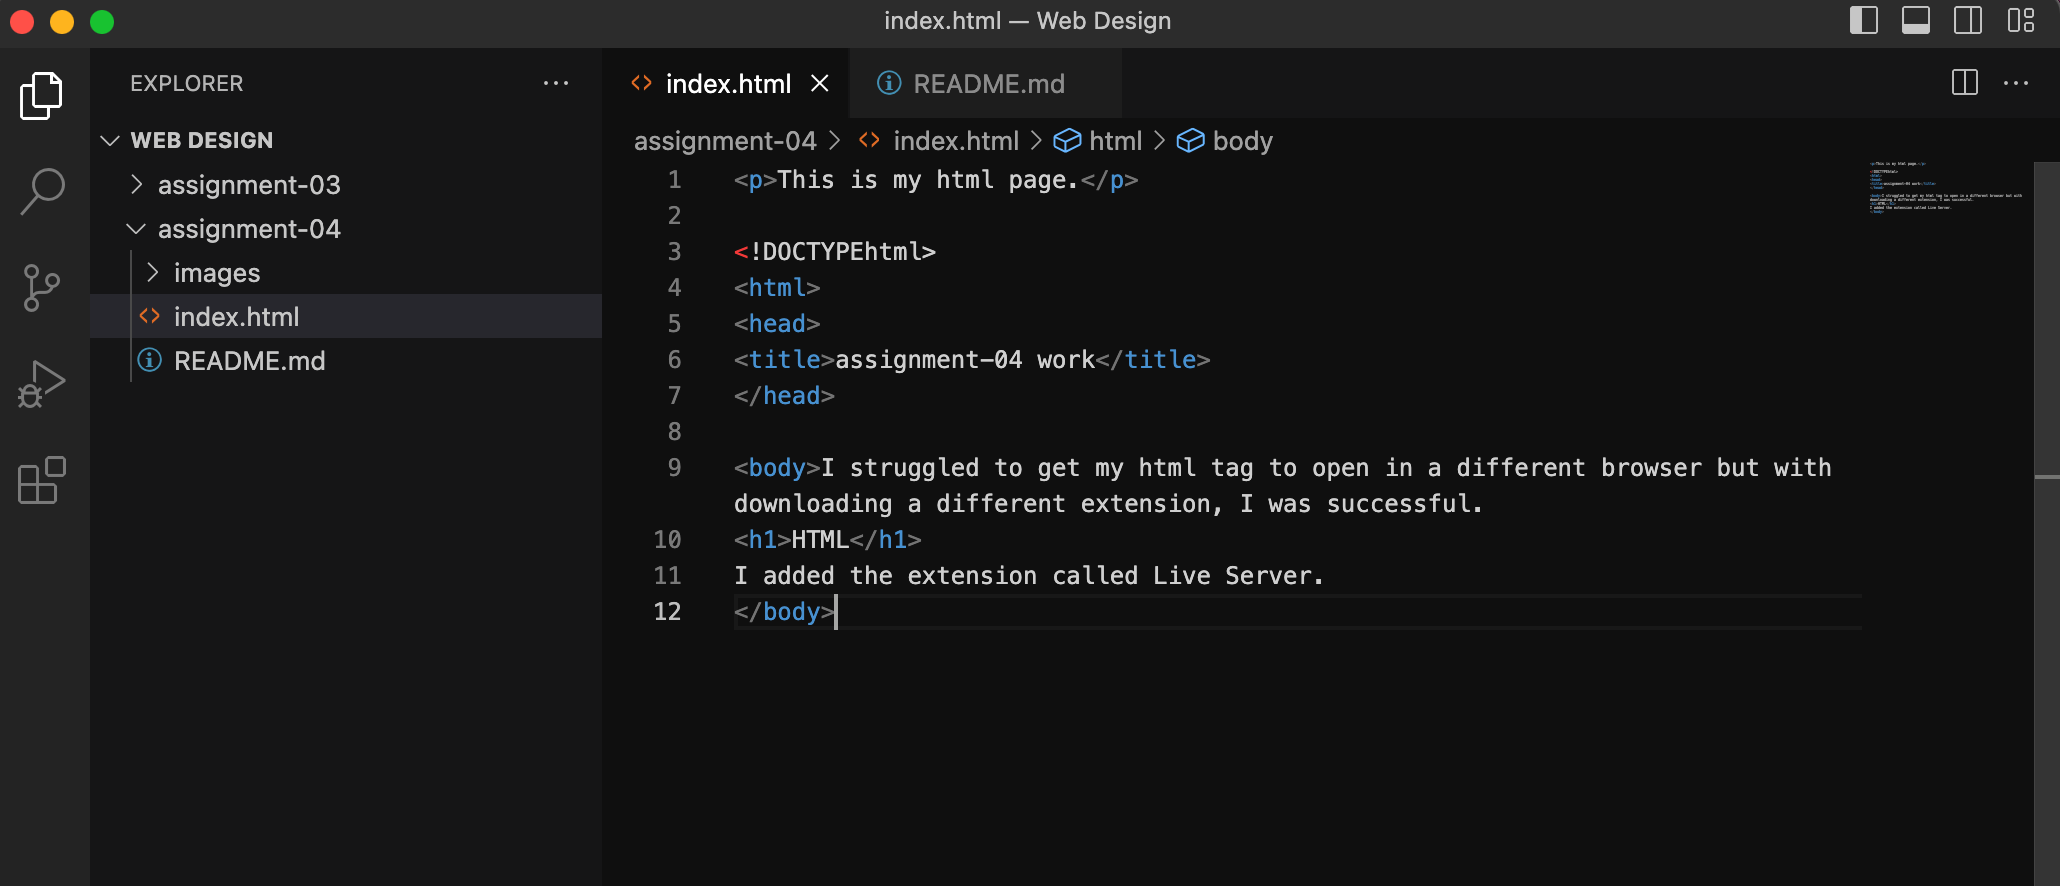 index.html — Web Design
EXPLORER
WEB DESIGN
assignment-03
assignment-04
images
index.html
README.md
index.html
README.md
assignment-04 > index.html > html > body
1 <p>This is my html page.</p>
2
3 <!DOCTYPEhtml>
4 <html>
5 <head>
6 <title>assignment-04 work</title>
7 </head>
8
9 <body>I struggled to get my html tag to open in a different browser but with
downloading a different extension, I was successful.
10 <h1>HTML</h1>
11 I added the extension called Live Server.
12 </body>